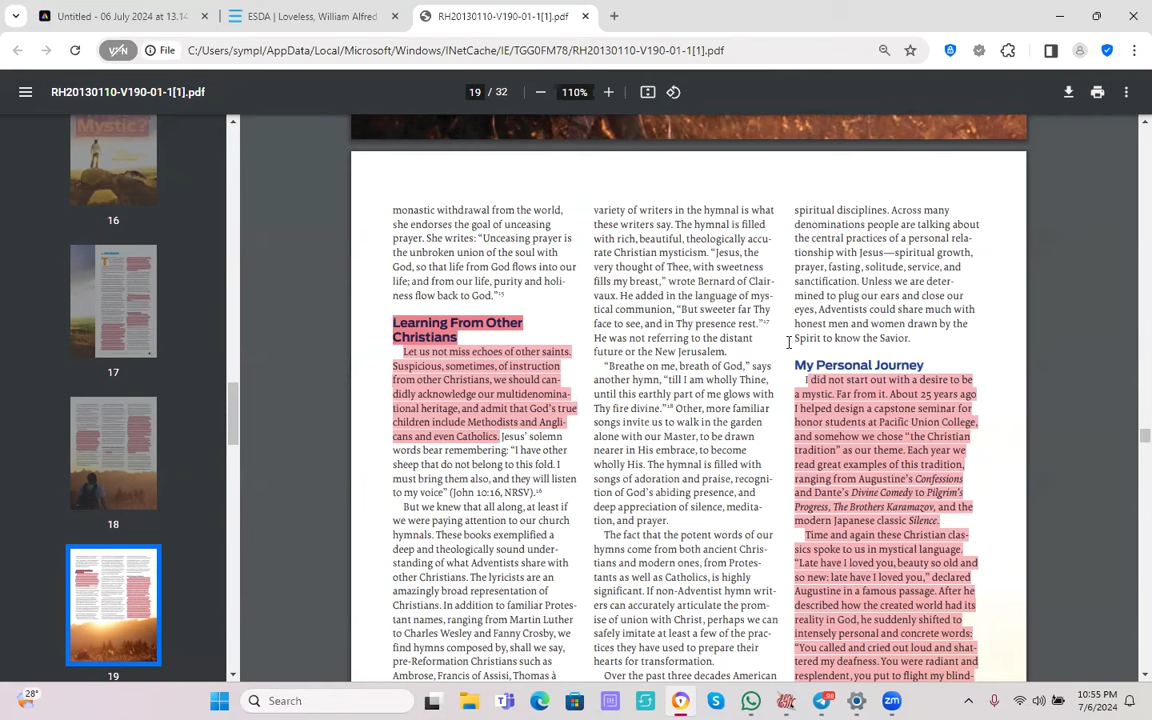 Untitled - 06 July 2024 at 13.14
ESDA | Loveless, William Alfred
RH20130110-V190-01-1[1].pdf
File
C:/Users/sympl/AppData/Local/Microsoft/Windows/INetCache/IE/TGG0FM78/RH20130110-V190-01-1[1].pdf
RH20130110-V190-01-1[1].pdf
19 / 32
110%
Mystic?
16
17
18
19
monastic withdrawal from the world,
she endorses the goal of unceasing
prayer. She writes: “Unceasing prayer is
the unbroken union of the soul with
God, so that life from God flows into our
life; and from our life, purity and holi-
ness flow back to God.”15
Learning From Other
Christians
Let us not miss echoes of other saints.
Suspicious, sometimes, of instruction
from other Christians, we should can-
didly acknowledge our multidenomina-
tional heritage, and admit that God’s true
children include Methodists and Angli-
cans and even Catholics. Jesus’ solemn
words bear remembering: “I have other
sheep that do not belong to this fold. I
must bring them also, and they will listen
to my voice” (John 10:16, NRSV).16
But we knew that all along, at least if
we were paying attention to our church
hymnals. These books exemplified a
deep and theologically sound under-
standing of what Adventists share with
other Christians. The lyricists are an
amazingly broad representation of
Christians. In addition to familiar Protes-
tant names, ranging from Martin Luther
to Charles Wesley and Fanny Crosby, we
find hymns composed by, shall we say,
pre-Reformation Christians such as
Ambrose, Francis of Assisi, Thomas à
variety of writers in the hymnal is what
these writers say. The hymnal is filled
with rich, beautiful, theologically accu-
rate Christian mysticism. “Jesus, the
very thought of Thee, with sweetness
fills my breast,” wrote Bernard of Clair-
vaux. He added in the language of mys-
tical communion, “But sweeter far Thy
face to see, and in Thy presence rest.”17
He was not referring to the distant
future or the New Jerusalem.
“Breathe on me, breath of God,” says
another hymn, “till I am wholly Thine,
until this earthly part of me glows with
Thy fire divine.”18 Other, more familiar
songs invite us to walk in the garden
alone with our Master, to be drawn
nearer in His embrace, to become
wholly His. The hymnal is filled with
songs of adoration and praise, recogni-
tion of God’s abiding presence, and
deep appreciation of silence, medita-
tion, and prayer.
The fact that the potent words of our
hymns come from both ancient Chris-
tians and modern ones, from Protes-
tants as well as Catholics, is highly
significant. If non-Adventist hymn writ-
ers can accurately articulate the prom-
ise of union with Christ, perhaps we can
safely imitate at least a few of the prac-
tices they have used to prepare their
hearts for transformation.
Over the past three decades American
spiritual disciplines. Across many
denominations people are talking about
the central practices of a personal rela-
tionship with Jesus—spiritual growth,
prayer, fasting, solitude, service, and
sanctification. Unless we are deter-
mined to plug our ears and close our
eyes, Adventists could share much with
honest men and women drawn by the
Spirit to know the Savior.
My Personal Journey
I did not start out with a desire to be
a mystic. Far from it. About 25 years ago
I helped design a capstone seminar for
honor students at Pacific Union College,
and somehow we chose “the Christian
tradition” as our theme. Each year we
read great examples of this tradition,
ranging from Augustine’s Confessions
and Dante’s Divine Comedy to Pilgrim’s
Progress, The Brothers Karamazov, and the
modern Japanese classic Silence.
Time and again these Christian clas-
sics spoke to us in mystical language.
“Late have I loved you, beauty so old and
so new: late have I loved you,” declared
Augustine in a famous passage. After he
described how the created world had its
reality in God, he suddenly shifted to
intensely personal and concrete words:
“You called and cried out loud and shat-
tered my deafness. You were radiant and
resplendent, you put to flight my blind-
28°
Search
98
10:55 PM
7/6/2024